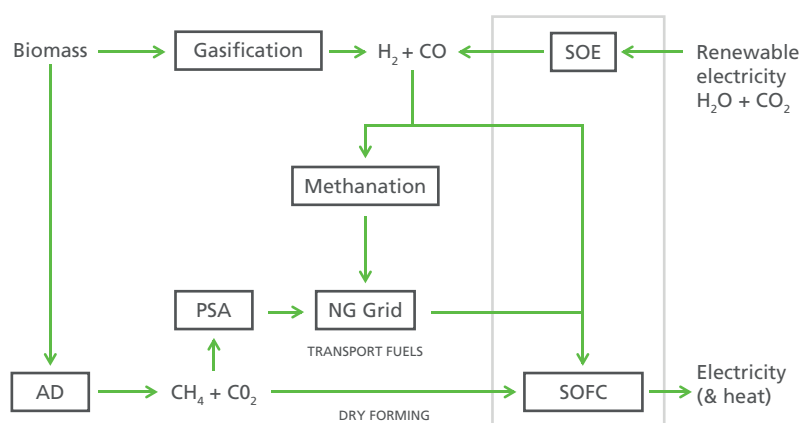 Biomass
Gasification
H₂ + CO
SOE
Renewable
electricity
H₂O + CO₂
Methanation
PSA
NG Grid
TRANSPORT FUELS
AD
CH₄ + C0₂
DRY FORMING
SOFC
Electricity
(& heat)